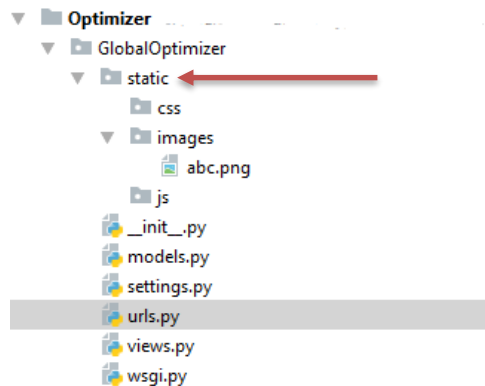 Optimizer
GlobalOptimizer
static
css
images
abc.png
js
__init__.py
models.py
settings.py
urls.py
views.py
wsgi.py